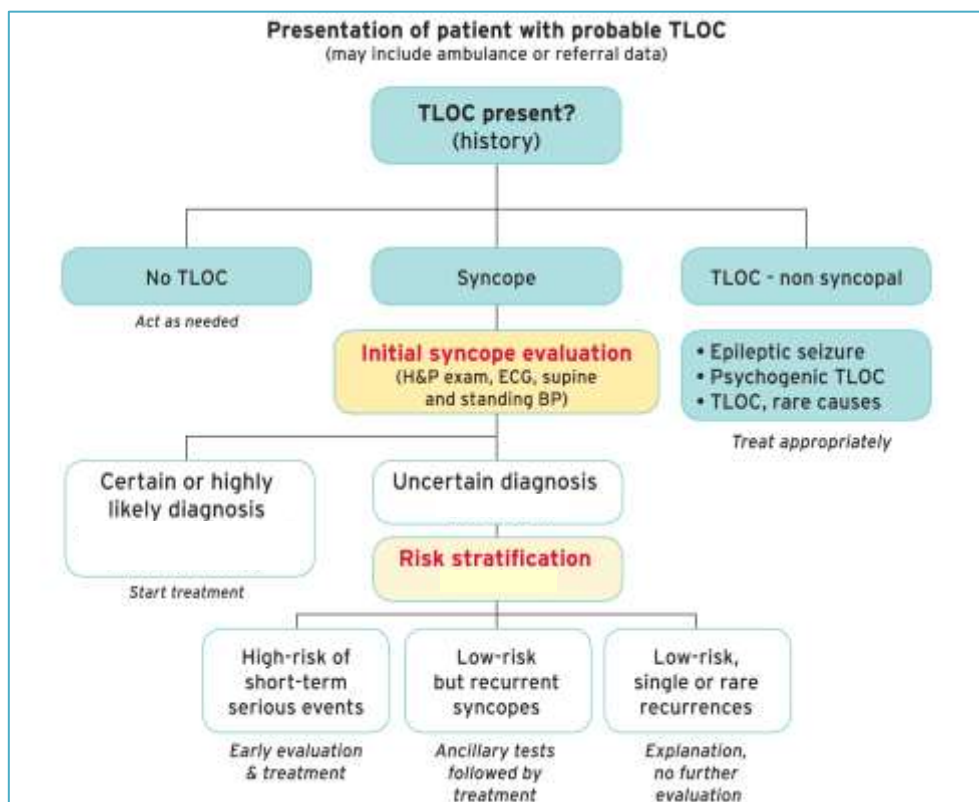 Presentation of patient with probable TLOC
(may include ambulance or referral data)
TLOC present?
(history)
No TLOC
Act as needed
Syncope
TLOC - non syncopal
Initial syncope evaluation
(H&P exam, ECG, supine
and standing BP)
• Epileptic seizure
• Psychogenic TLOC
• TLOC, rare causes
Treat appropriately
Certain or highly
likely diagnosis
Start treatment
Uncertain diagnosis
Risk stratification
High-risk of
short-term
serious events
Early evaluation
& treatment
Low-risk
but recurrent
syncopes
Ancillary tests
followed by
treatment
Low-risk,
single or rare
recurrences
Explanation,
no further
evaluation